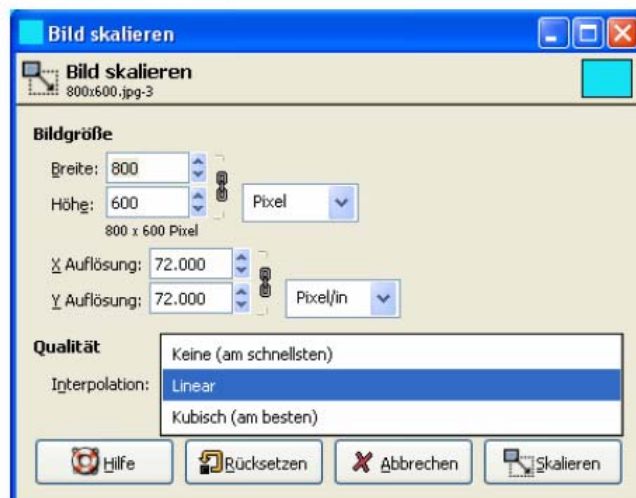 Bild skalieren
Bild skalieren
800x600.jpg-3
Bildgröße
Breite: 800
Höhe: 600 Pixel
800 x 600 Pixel
X Auflösung: 72.000
Y Auflösung: 72.000 Pixel/in
Qualität
Keine (am schnellsten)
Interpolation: Linear
Kubisch (am besten)
Hilfe Rücksetzen Abbrechen Skalieren